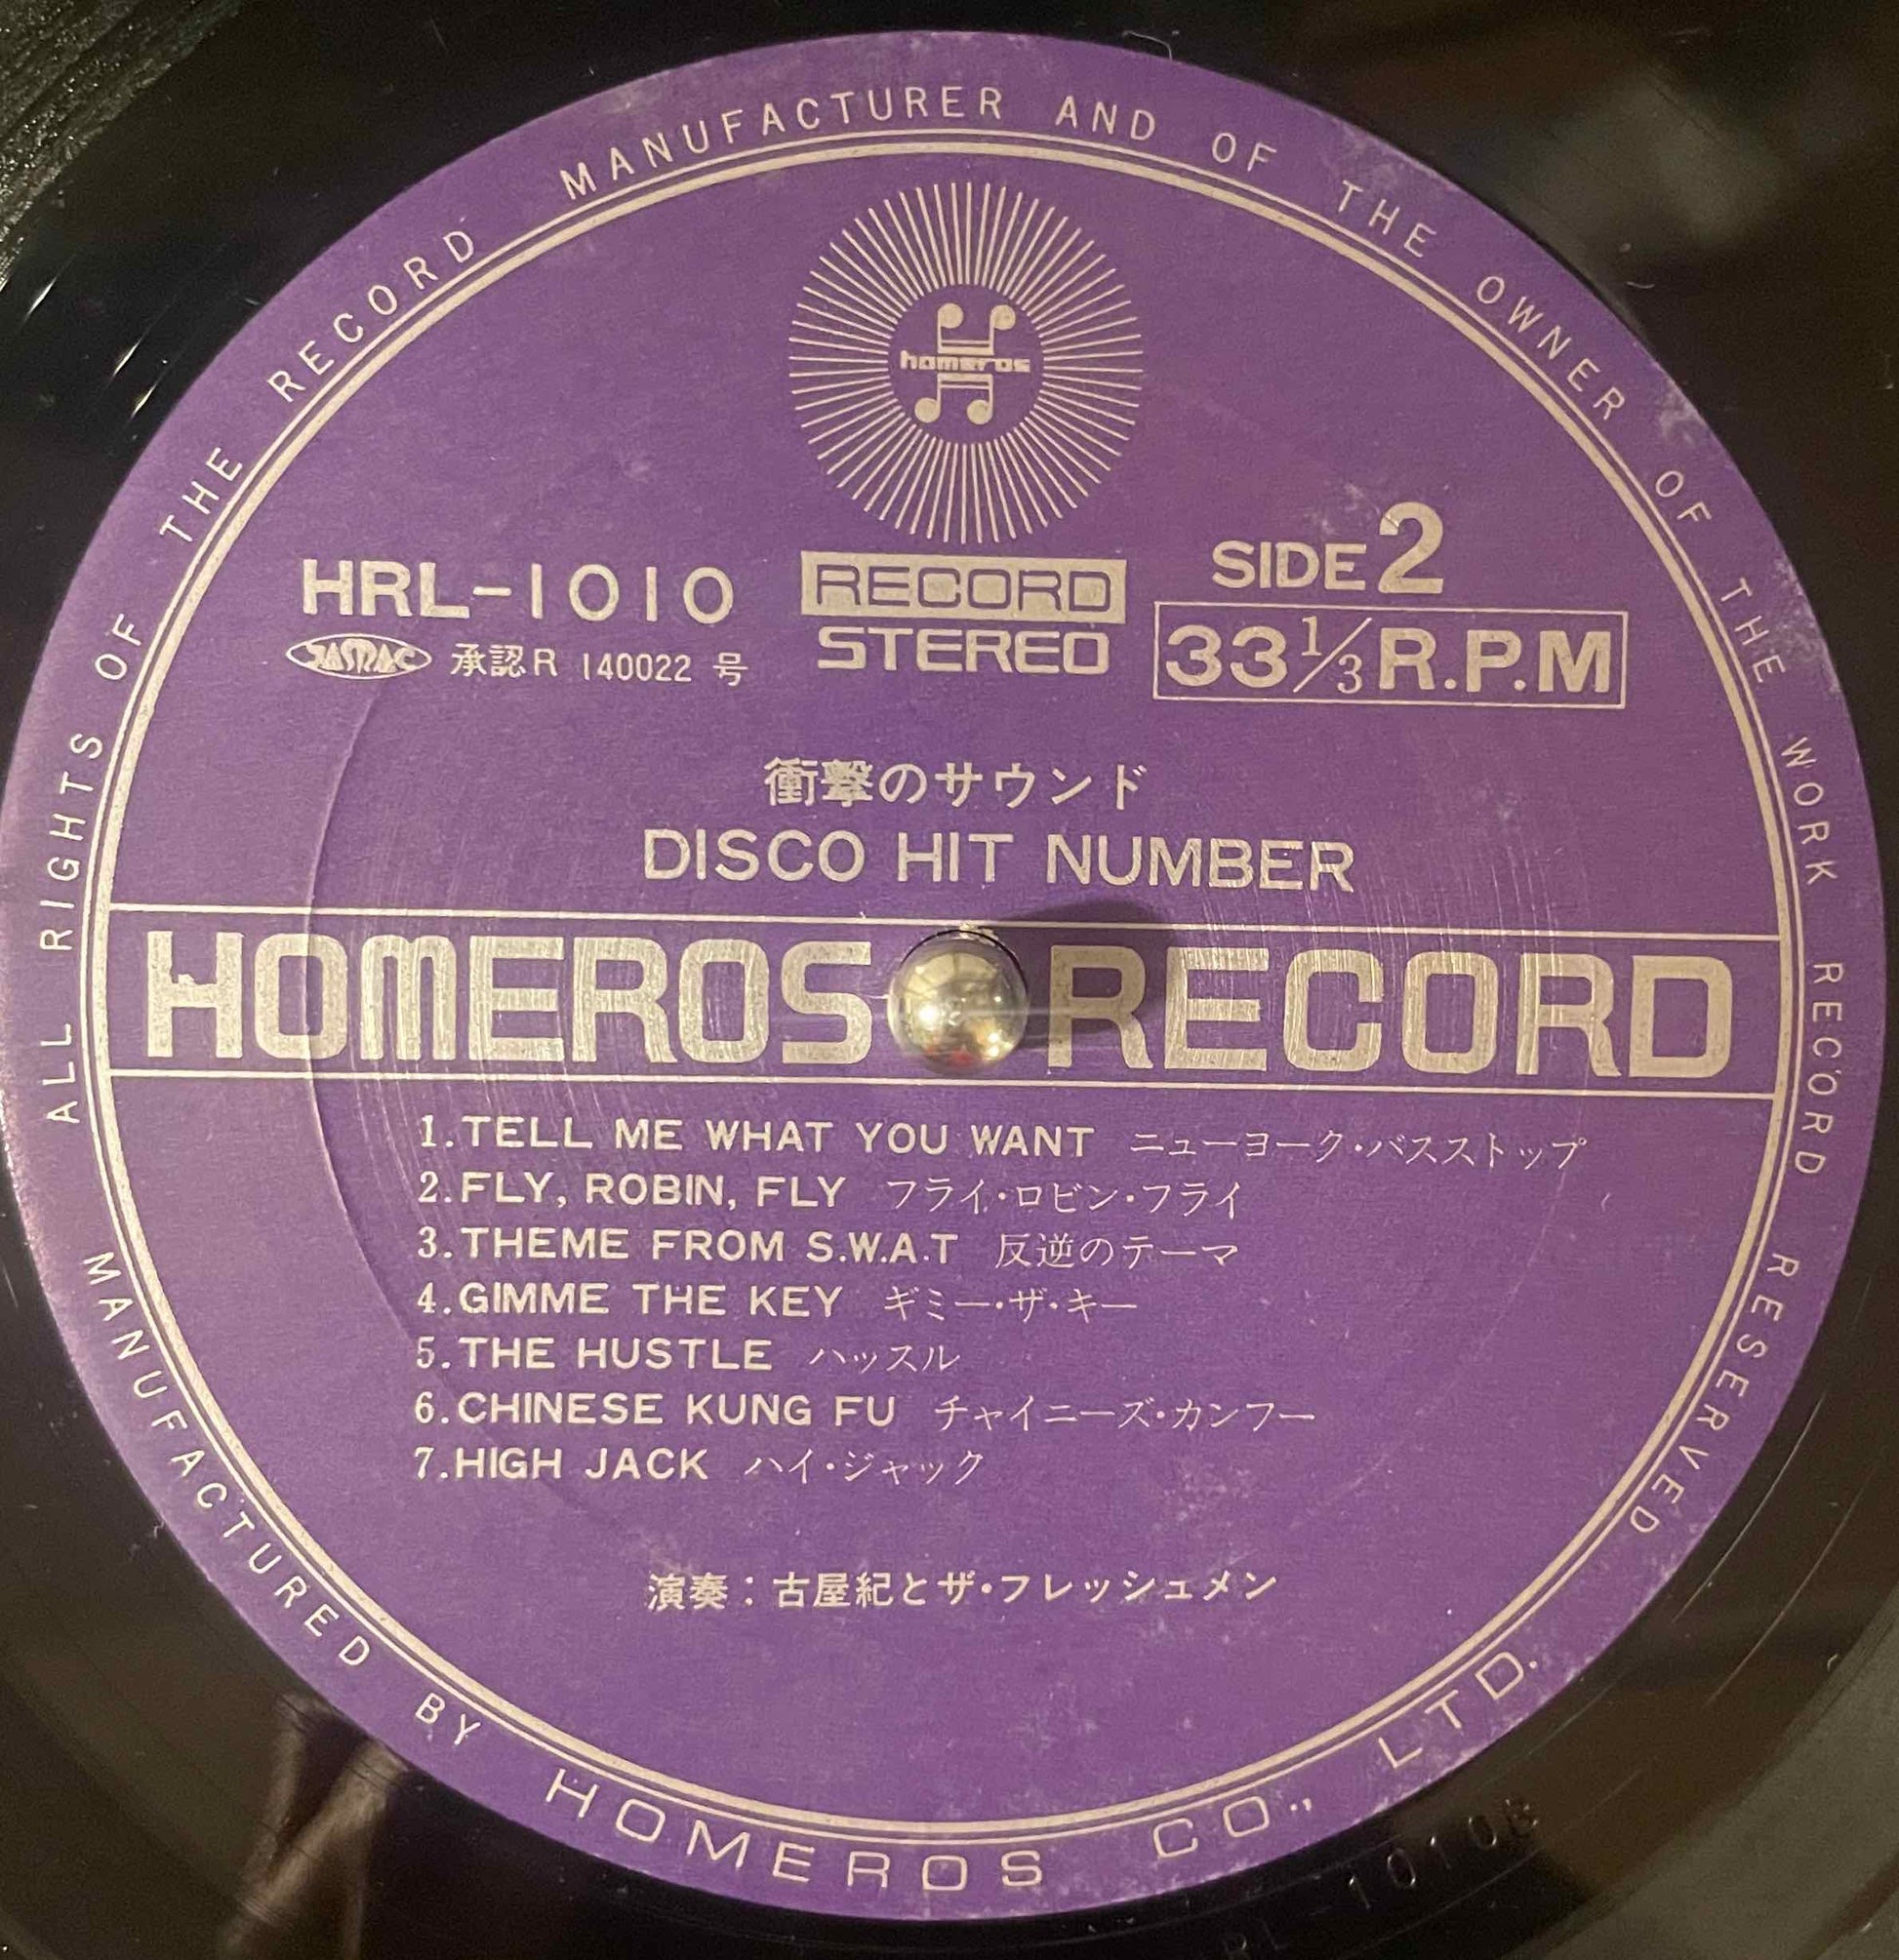 ALL RIGHTS OF THE RECORD MANUFACTURER AND OF THE OWNER OF THE WORK RECORD RECORD RESERVED
homeros
HRL-1010
RECORD
STEREO
SIDE 2
JASRAC 承認R 140022 号
33 1/3 R.P.M
衝撃のサウンド
DISCO HIT NUMBER
HOMEROS RECORD
1.TELL ME WHAT YOU WANT ニューヨーク・バスストップ
2.FLY, ROBIN, FLY フライ・ロビン・フライ
3.THEME FROM S.W.A.T 反逆のテーマ
4.GIMME THE KEY ギミー・ザ・キー
5.THE HUSTLE ハッスル
6.CHINESE KUNG FU チャイニーズ・カンフー
7.HIGH JACK ハイ・ジャック
演奏：古屋紀とザ・フレッシュメン
MANUFACTURED BY HOMEROS CO., LTD.